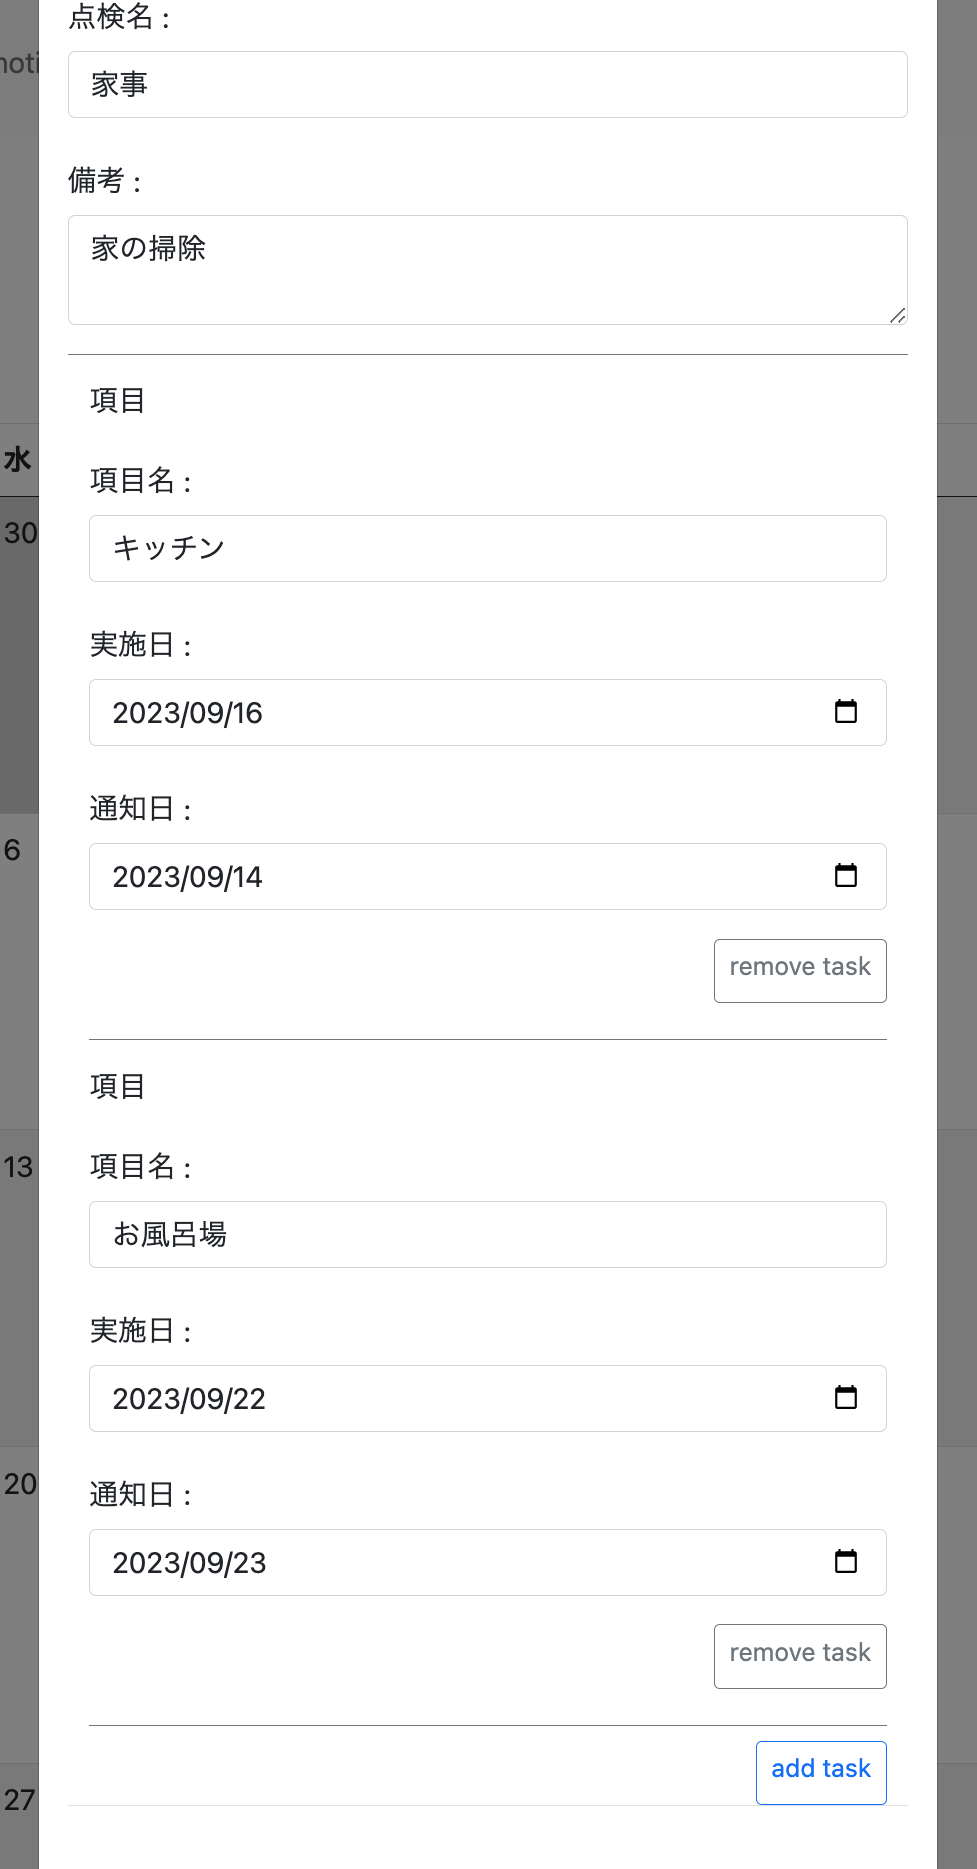 点検名 :
noti
家事
備考 :
家の掃除
項目
水
項目名 :
30
キッチン
実施日 :
2023/09/16
通知日 :
6
2023/09/14
remove task
項目
13
項目名 :
お風呂場
実施日 :
2023/09/22
20
通知日 :
2023/09/23
remove task
add task
27